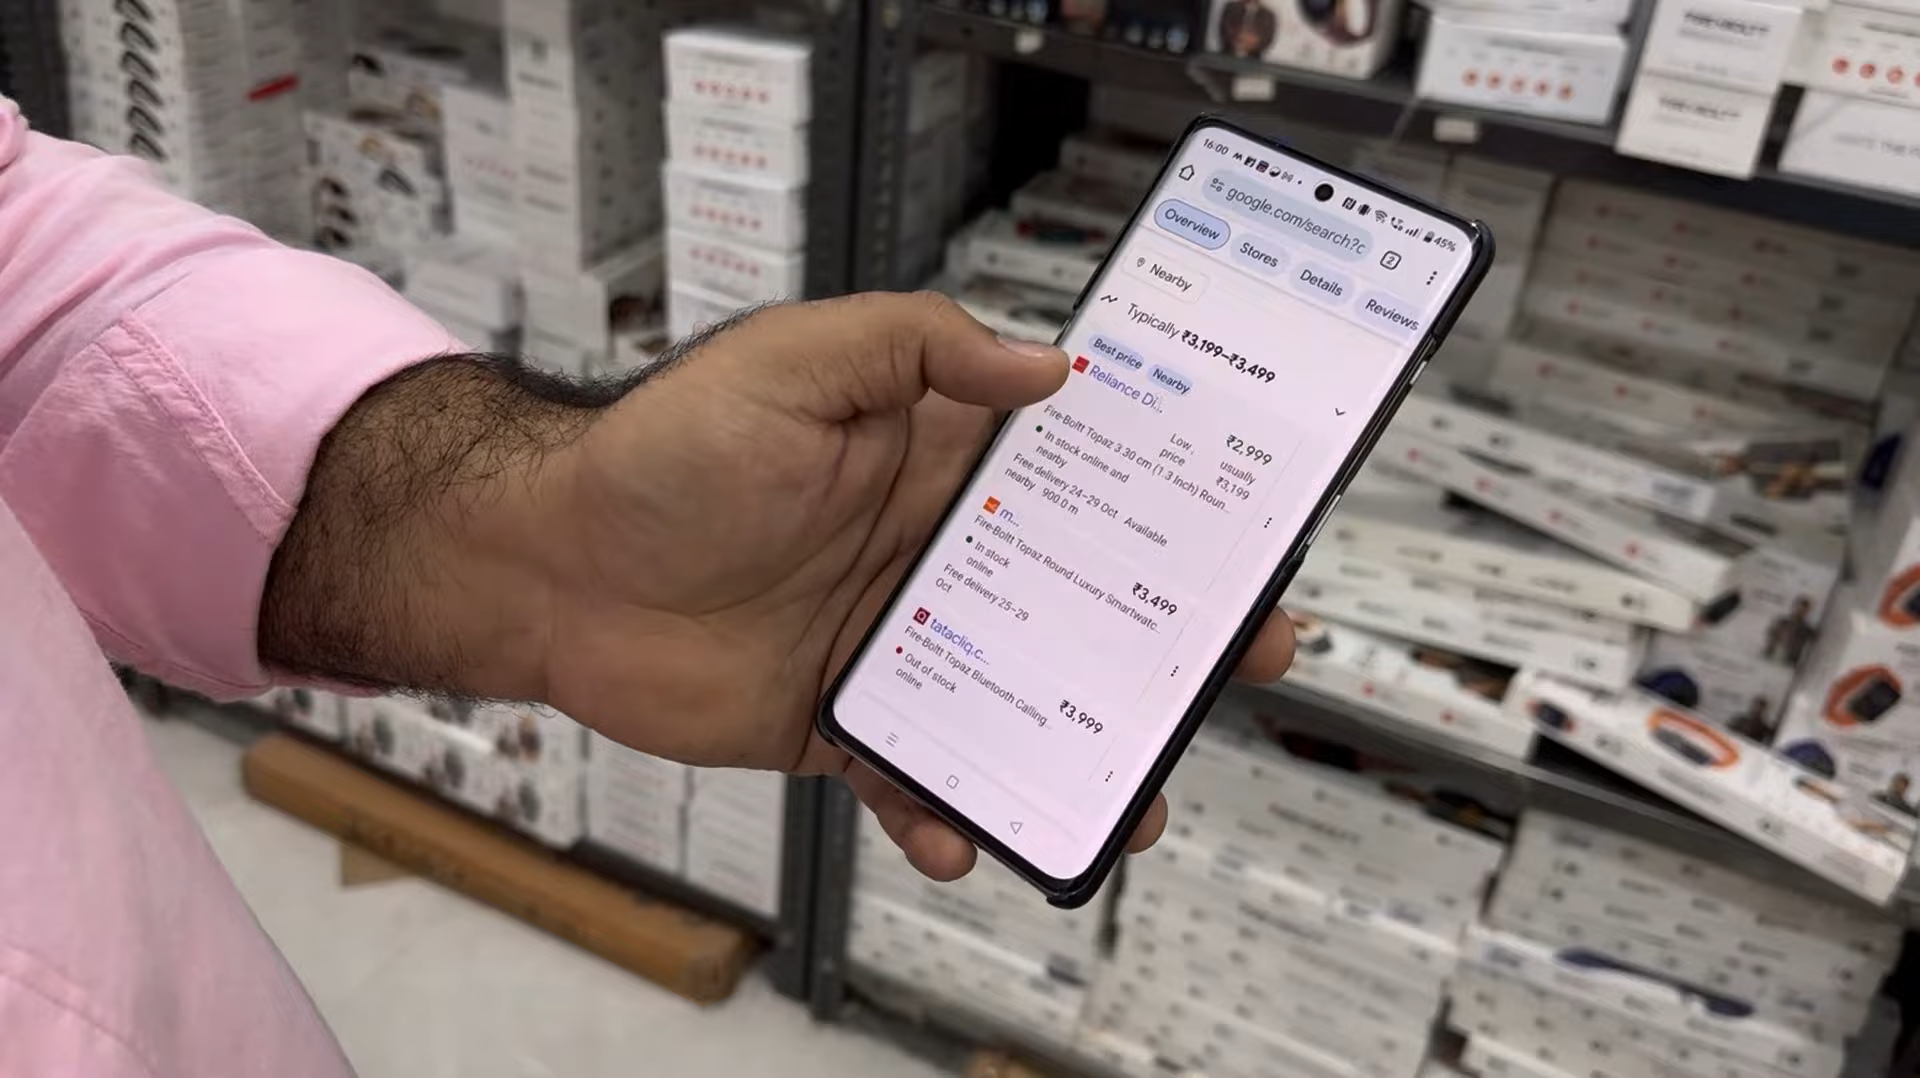 16:00
45%
google.com/search?c
2
Overview
Stores
Details
Reviews
Nearby
Typically ₹3,199–₹3,499
Best price
Nearby
Reliance Di...
Fire-Boltt Topaz 3.30 cm (1.3 Inch) Roun...
In stock online and
nearby
Free delivery 24–29 Oct
Available
nearby
900.0 m
Low
price
₹2,999
usually
₹3,199
m...
Fire-Boltt Topaz Round Luxury Smartwatc...
In stock
online
Free delivery 25–29
Oct
₹3,499
tatacliq.c...
Fire-Boltt Topaz Bluetooth Calling...
Out of stock
online
₹3,999